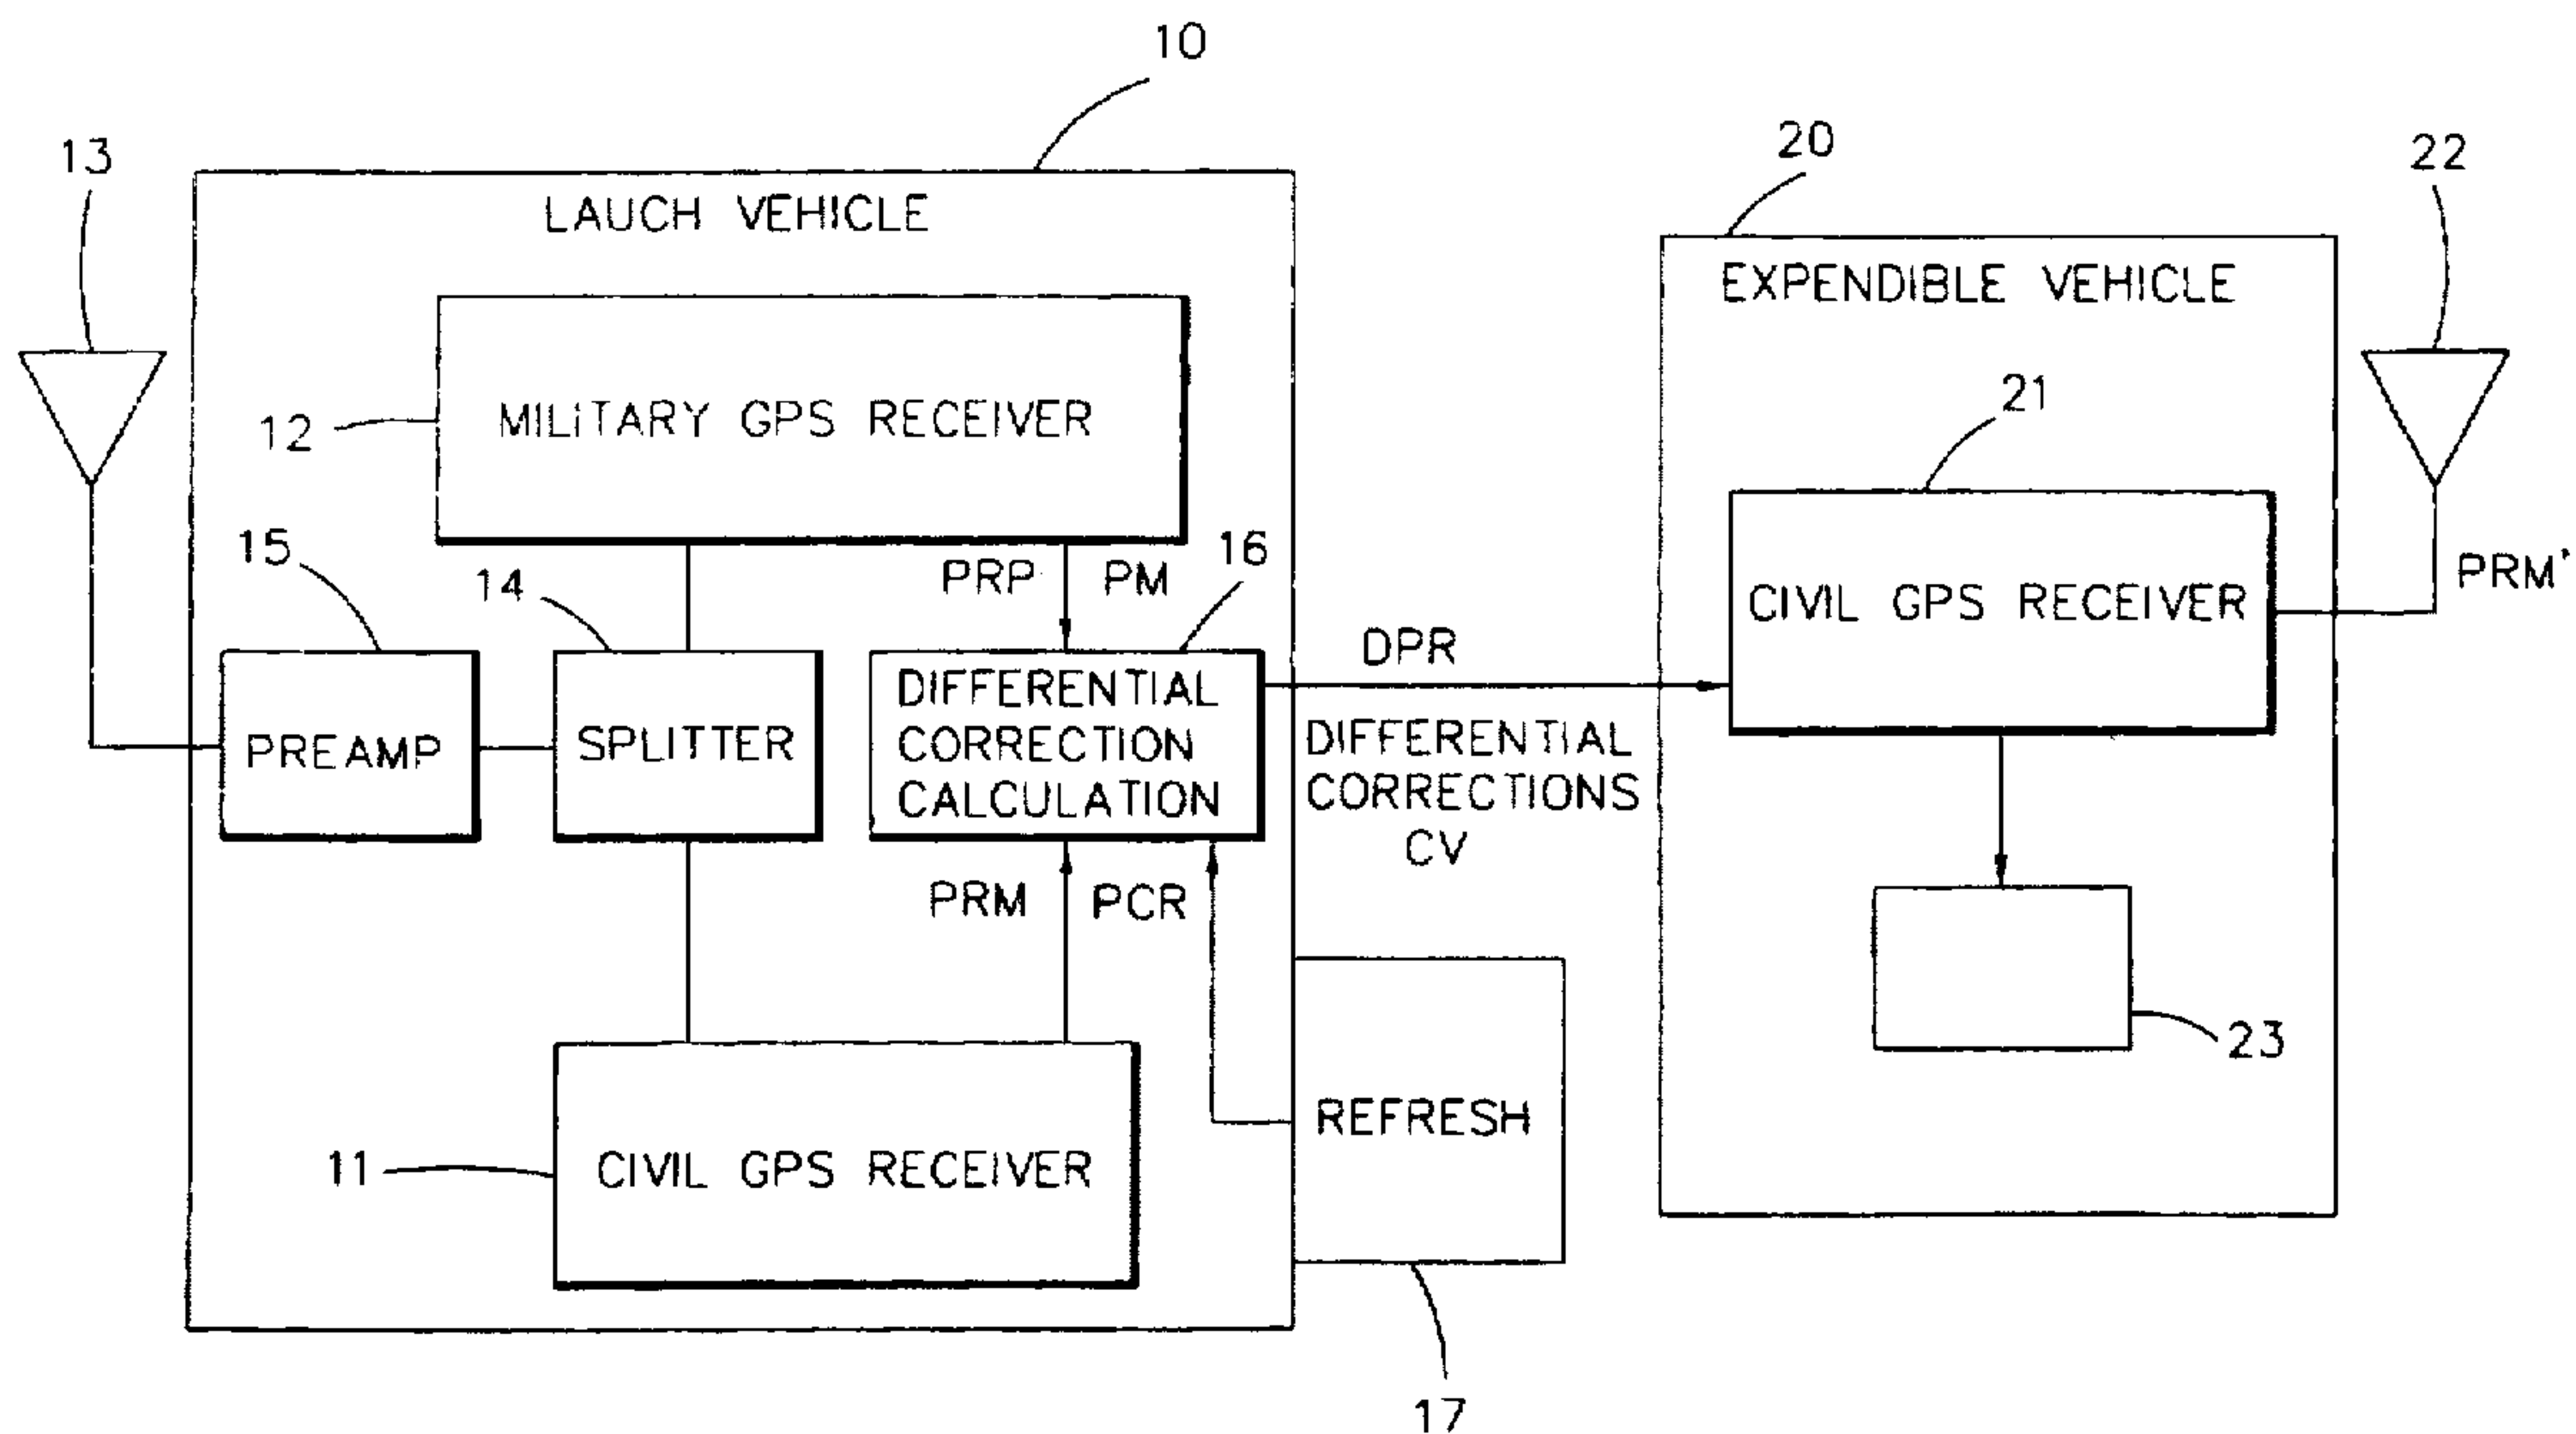 10
13
20
22
LAUCH VEHICLE
EXPENDIBLE VEHICLE
12
MILITARY GPS RECEIVER
21
15
14
PRP PM
16
CIVIL GPS RECEIVER
PRM'
DPR
PREAMP
SPLITTER
DIFFERENTIAL
CORRECTION
CALCULATION
DIFFERENTIAL
CORRECTIONS
CV
PRM PCR
23
REFRESH
11
CIVIL GPS RECEIVER
17